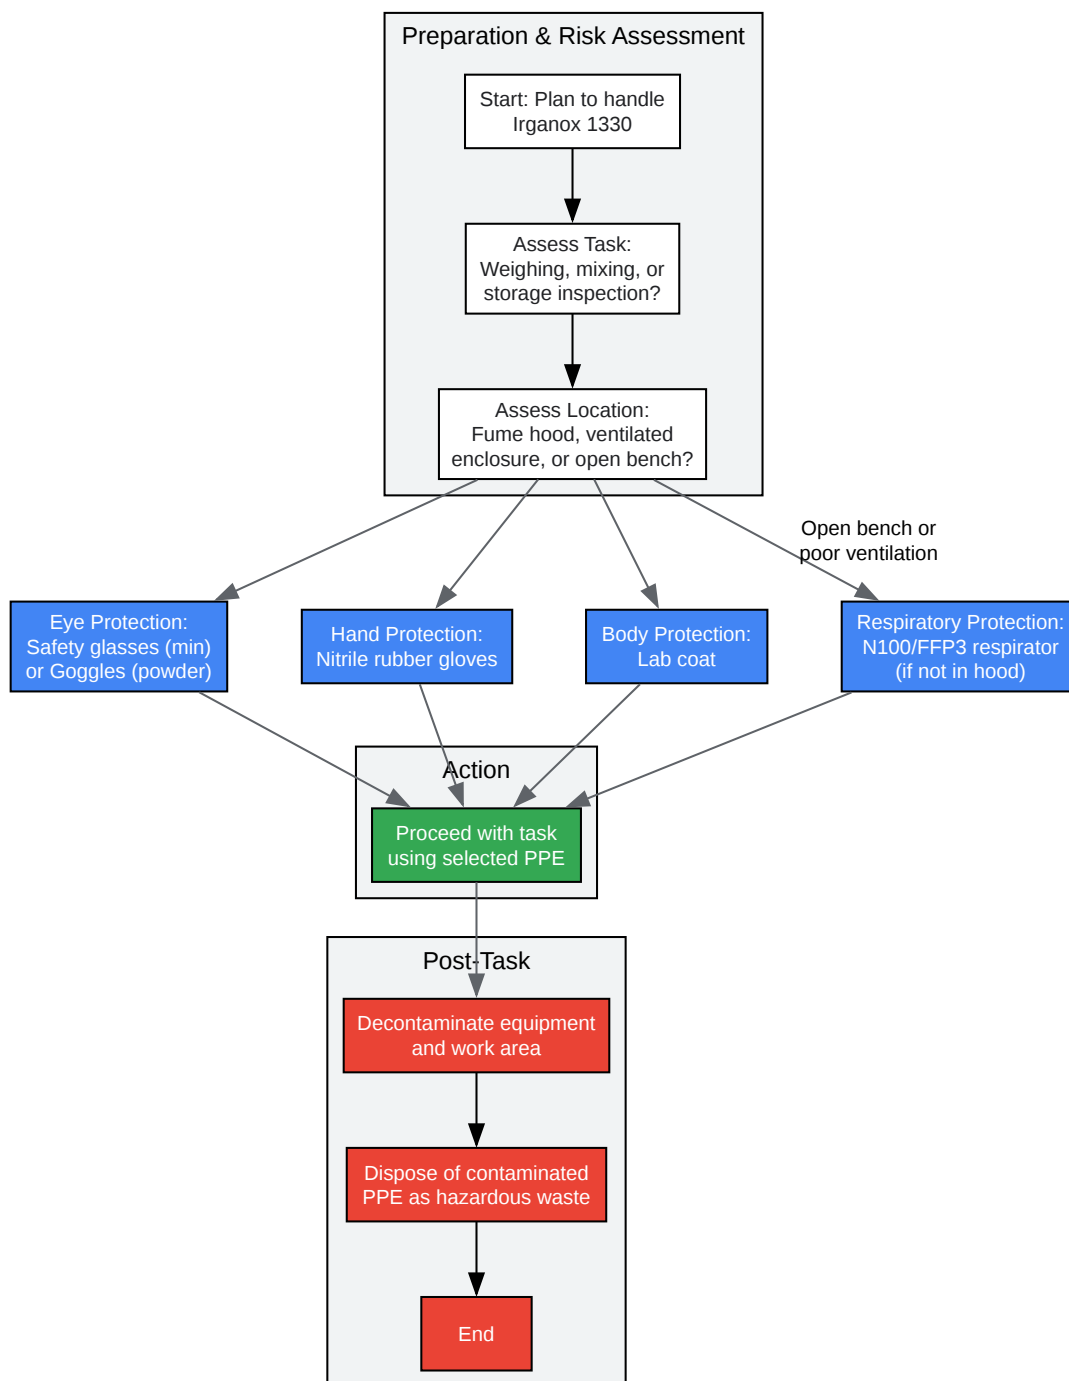 Preparation & Risk Assessment
Start: Plan to handle
Irganox 1330
Assess Task:
Weighing, mixing, or
storage inspection?
Assess Location:
Fume hood, ventilated
enclosure, or open bench?
Open bench or
poor ventilation
Eye Protection:
Safety glasses (min)
or Goggles (powder)
Hand Protection:
Nitrile rubber gloves
Body Protection:
Lab coat
Respiratory Protection:
N100/FFP3 respirator
(if not in hood)
Action
Proceed with task
using selected PPE
Post-Task
Decontaminate equipment
and work area
Dispose of contaminated
PPE as hazardous waste
End